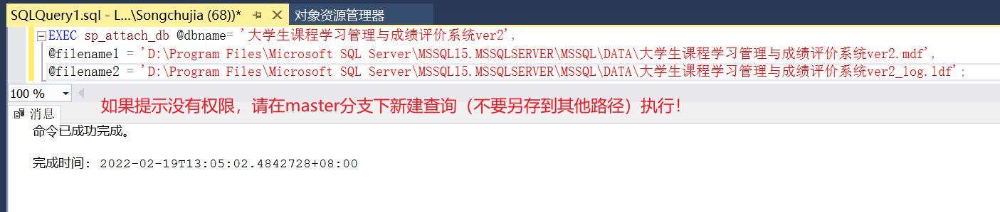 SQLQuery1.sql - L...\Songchujia (68))* 对象资源管理器
EXEC sp_attach_db @dbname= '大学生课程学习管理与成绩评价系统ver2',
@filename1 = 'D:\Program Files\Microsoft SQL Server\MSSQL15.MSSQLSERVER\MSSQL\DATA\大学生课程学习管理与成绩评价系统ver2.mdf',
@filename2 = 'D:\Program Files\Microsoft SQL Server\MSSQL15.MSSQLSERVER\MSSQL\DATA\大学生课程学习管理与成绩评价系统ver2_log.ldf';
100 %
如果提示没有权限，请在master分支下新建查询（不要另存到其他路径）执行！
消息
命令已成功完成。
完成时间: 2022-02-19T13:05:02.4842728+08:00